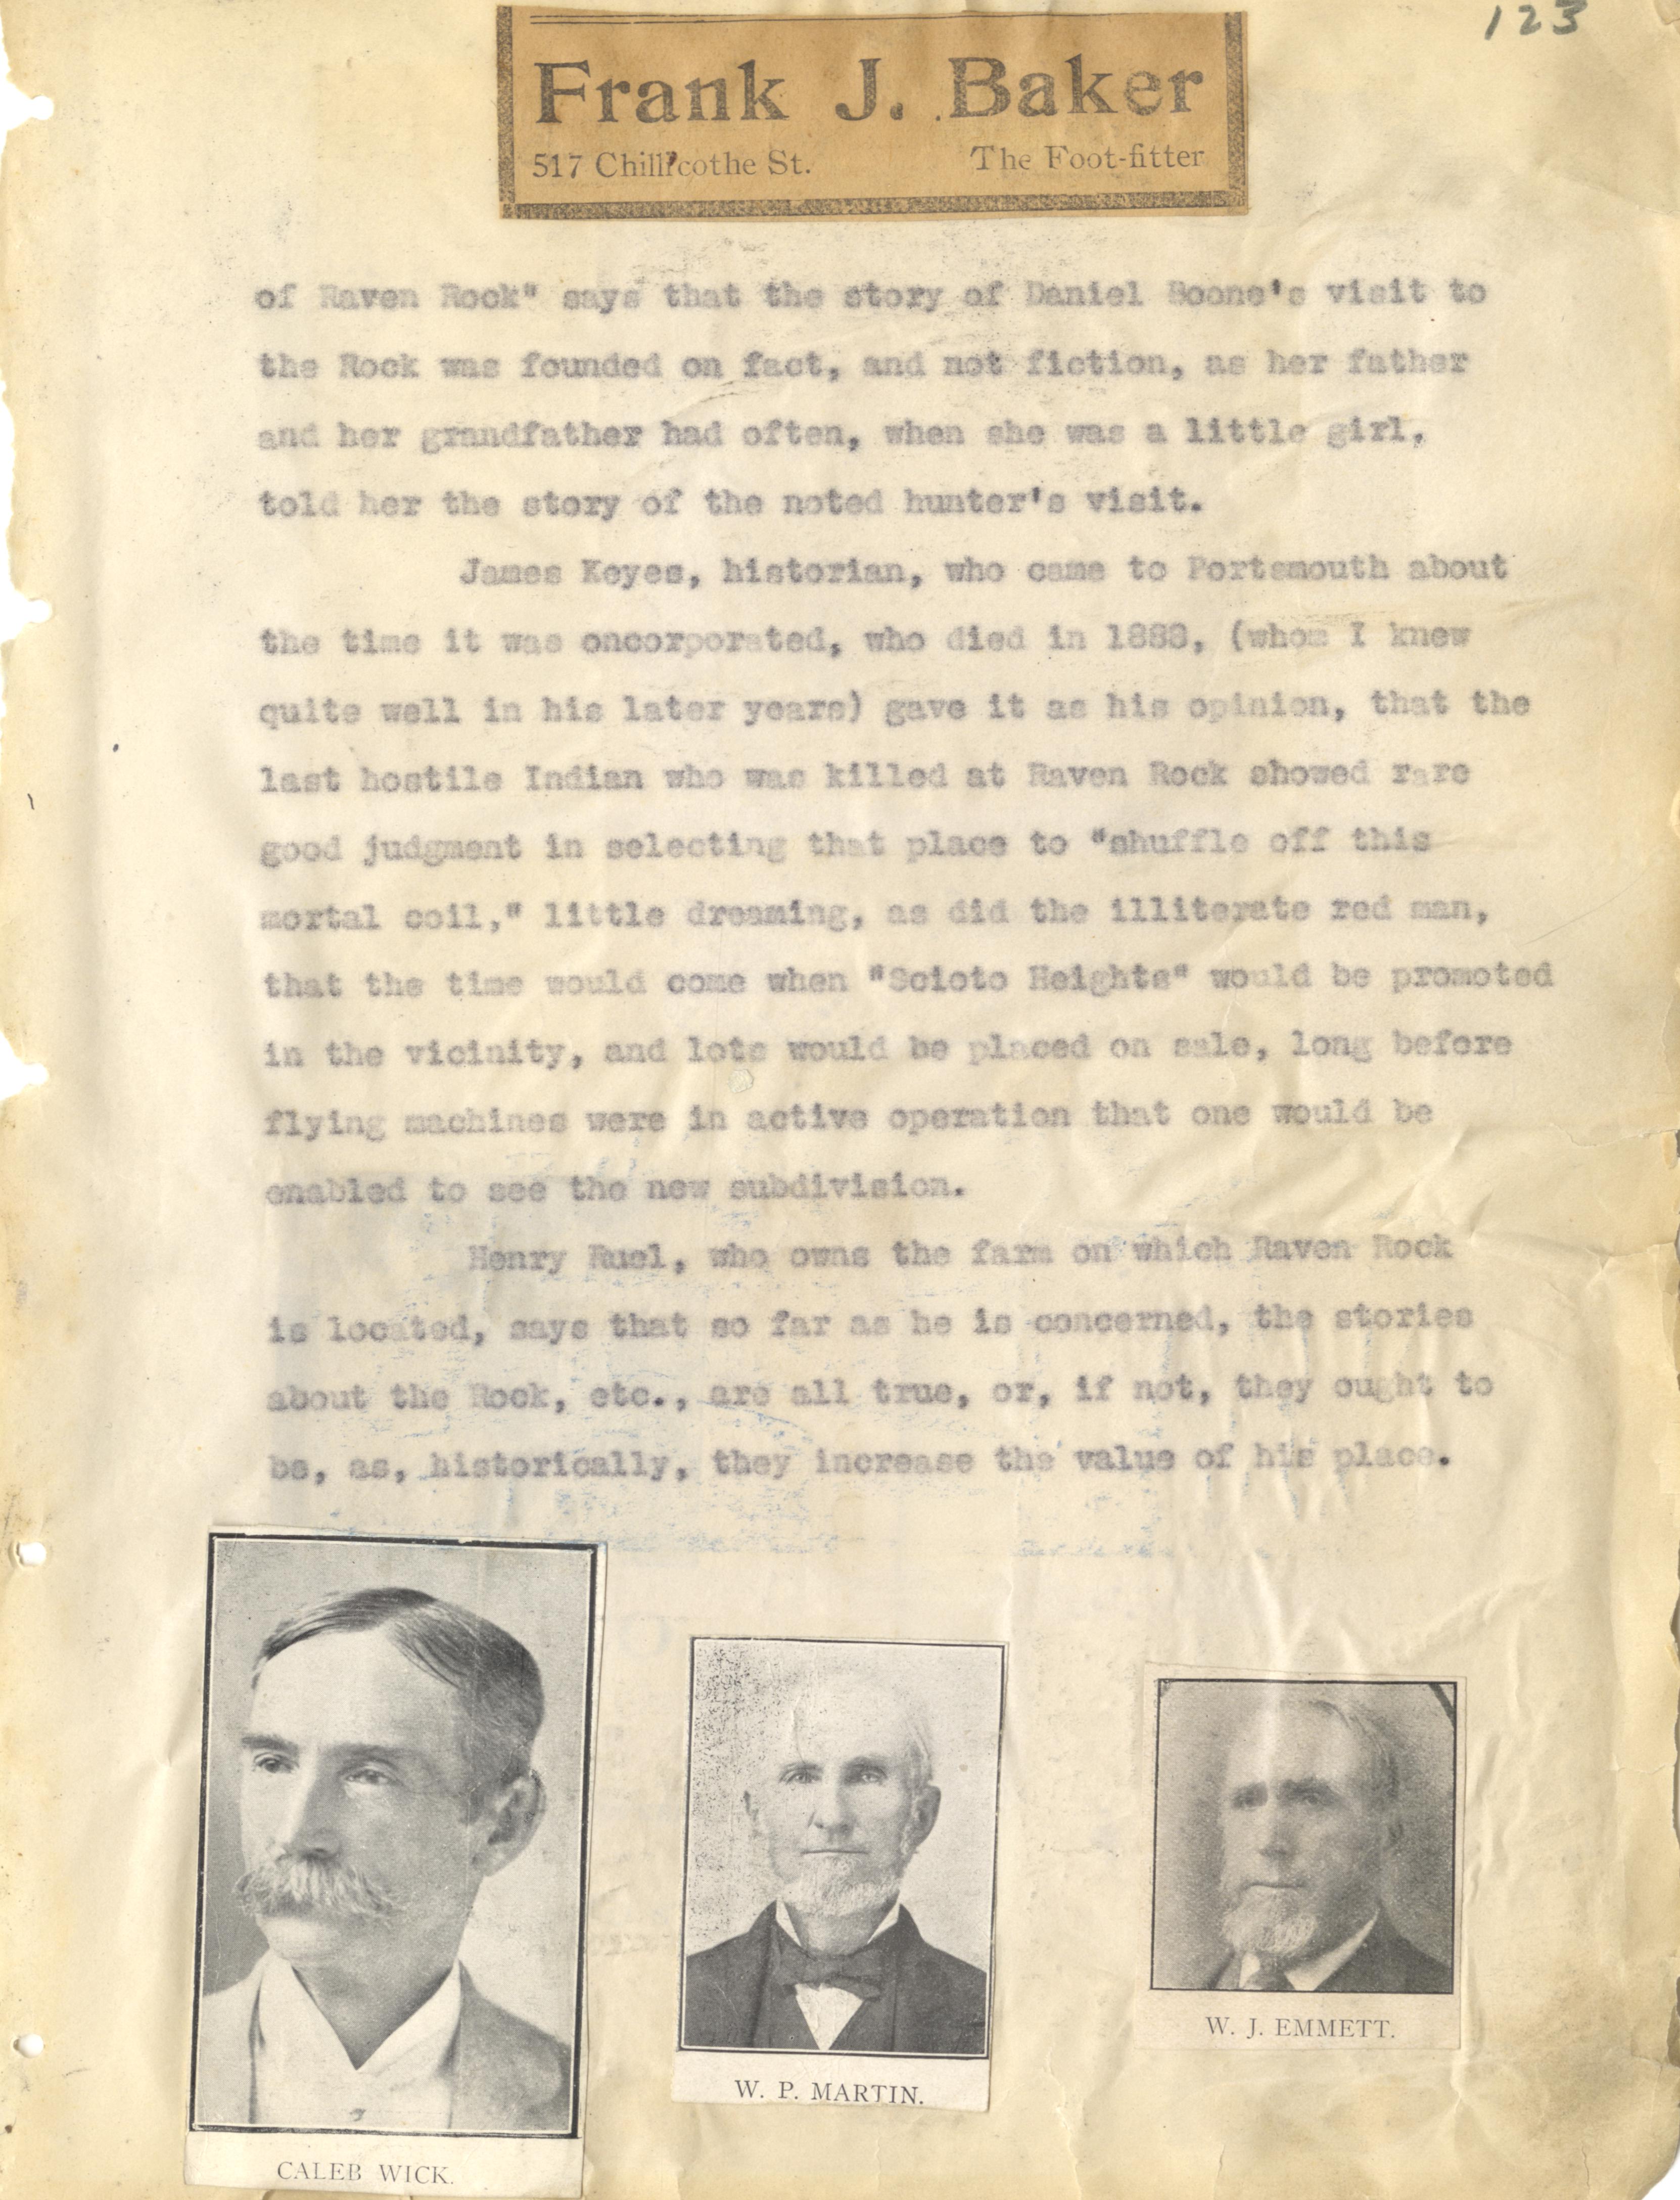 123
Frank J. Baker
517 Chillicothe St. The Foot-fitter
of Raven Rock" says that the story of Daniel Boone's visit to
the Rock was founded on fact, and not fiction, as her father
and her grandfather had often, when she was a little girl,
told her the story of the noted hunter's visit.
James Keyes, historian, who came to Portsmouth about
the time it was oncorporated, who died in 1883, (whom I knew
quite well in his later years) gave it as his opinion, that the
last hostile Indian who was killed at Raven Rock showed rare
good judgment in selecting that place to "shuffle off this
mortal coil," little dreaming, as did the illiterate red man,
that the time would come when "Scioto Heights" would be promoted
in the vicinity, and lots would be placed on sale, long before
flying machines were in active operation that one would be
enabled to see the new subdivision.
Henry Ruel, who owns the farm on which Raven Rock
is located, says that so far as he is concerned, the stories
about the Rock, etc., are all true, or, if not, they ought to
be, as, historically, they increase the value of his place.
W. J. EMMETT.
W. P. MARTIN.
CALEB WICK.